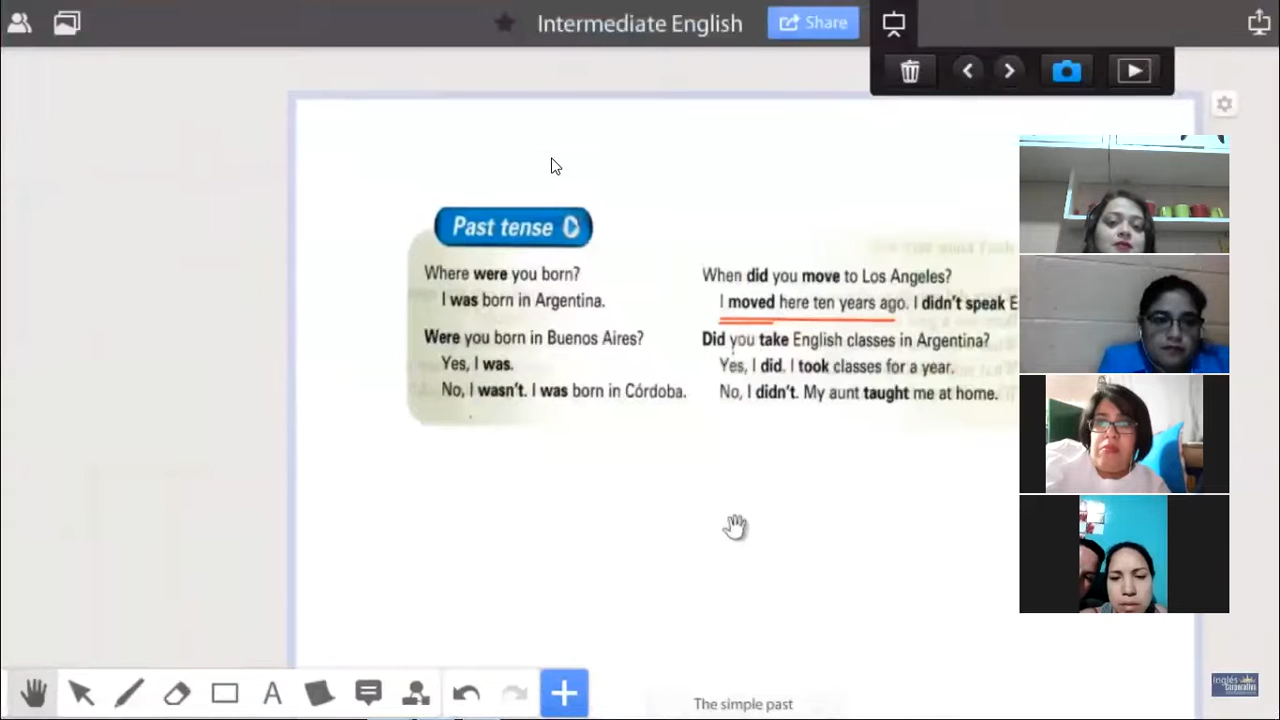 Intermediate English
Share
Past tense
Where were you born?
I was born in Argentina.
Were you born in Buenos Aires?
Yes, I was.
No, I wasn't. I was born in Córdoba.
When did you move to Los Angeles?
I moved here ten years ago. I didn't speak E
Did you take English classes in Argentina?
Yes, I did. I took classes for a year.
No, I didn't. My aunt taught me at home.
A
The simple past
Inglés
Corporativo